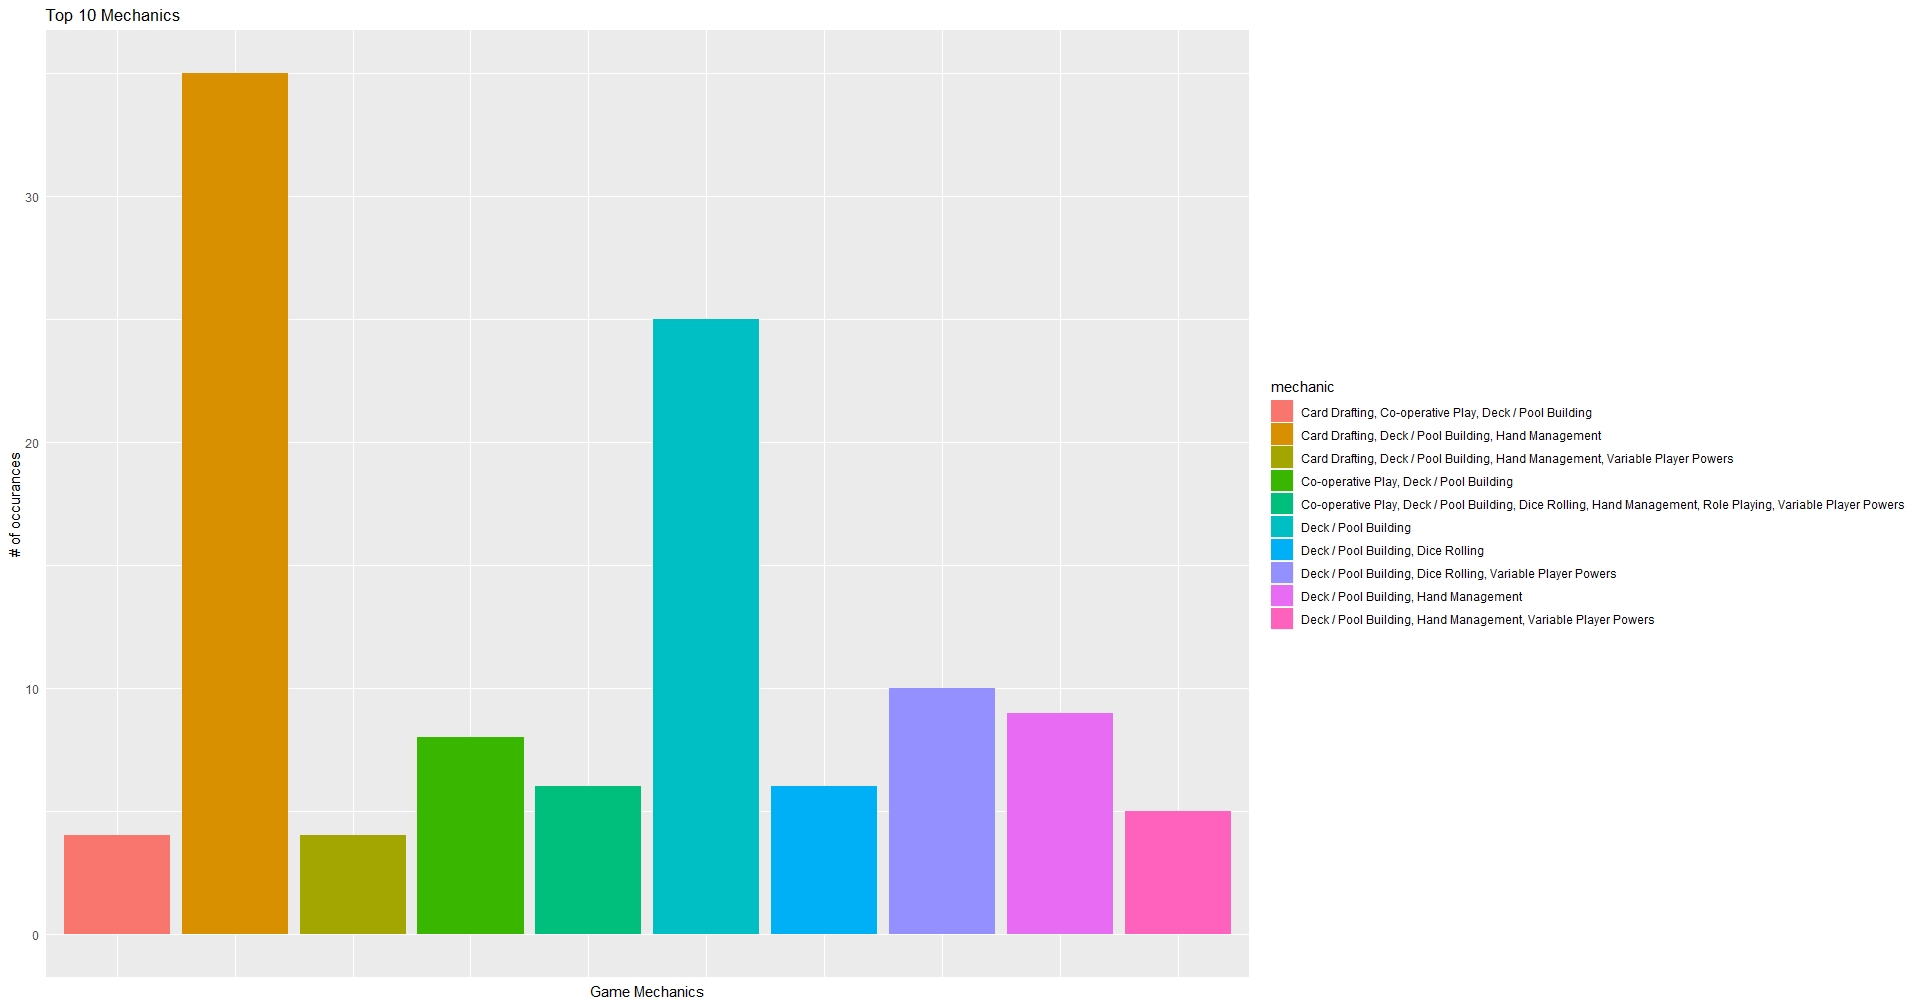 Top 10 Mechanics
30
20
10
0
# of occurances
Game Mechanics
mechanic
Card Drafting, Co-operative Play, Deck / Pool Building
Card Drafting, Deck / Pool Building, Hand Management
Card Drafting, Deck / Pool Building, Hand Management, Variable Player Powers
Co-operative Play, Deck / Pool Building
Co-operative Play, Deck / Pool Building, Dice Rolling, Hand Management, Role Playing, Variable Player Powers
Deck / Pool Building
Deck / Pool Building, Dice Rolling
Deck / Pool Building, Dice Rolling, Variable Player Powers
Deck / Pool Building, Hand Management
Deck / Pool Building, Hand Management, Variable Player Powers